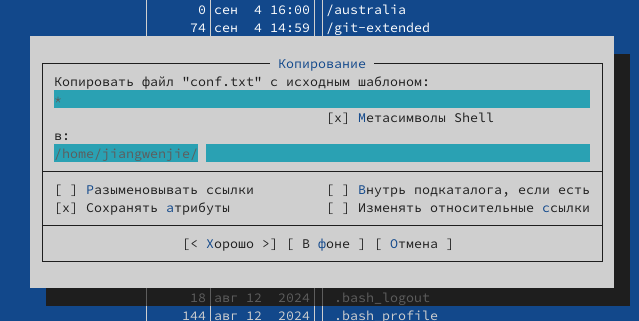 0 сен 4 16:00 /australia
74 сен 4 14:59 /git-extended
Копирование
Копировать файл "conf.txt" с исходным шаблоном:
*
[x] Метасимволы Shell
в:
/home/jiangwenjie/
[ ] Разыменовывать ссылки [ ] Внутрь подкаталога, если есть
[x] Сохранять атрибуты [ ] Изменять относительные ссылки
[< Хорошо >] [ В фоне ] [ Отмена ]
18 авг 12 2024 .bash_logout
144 авг 12 2024 .bash_profile